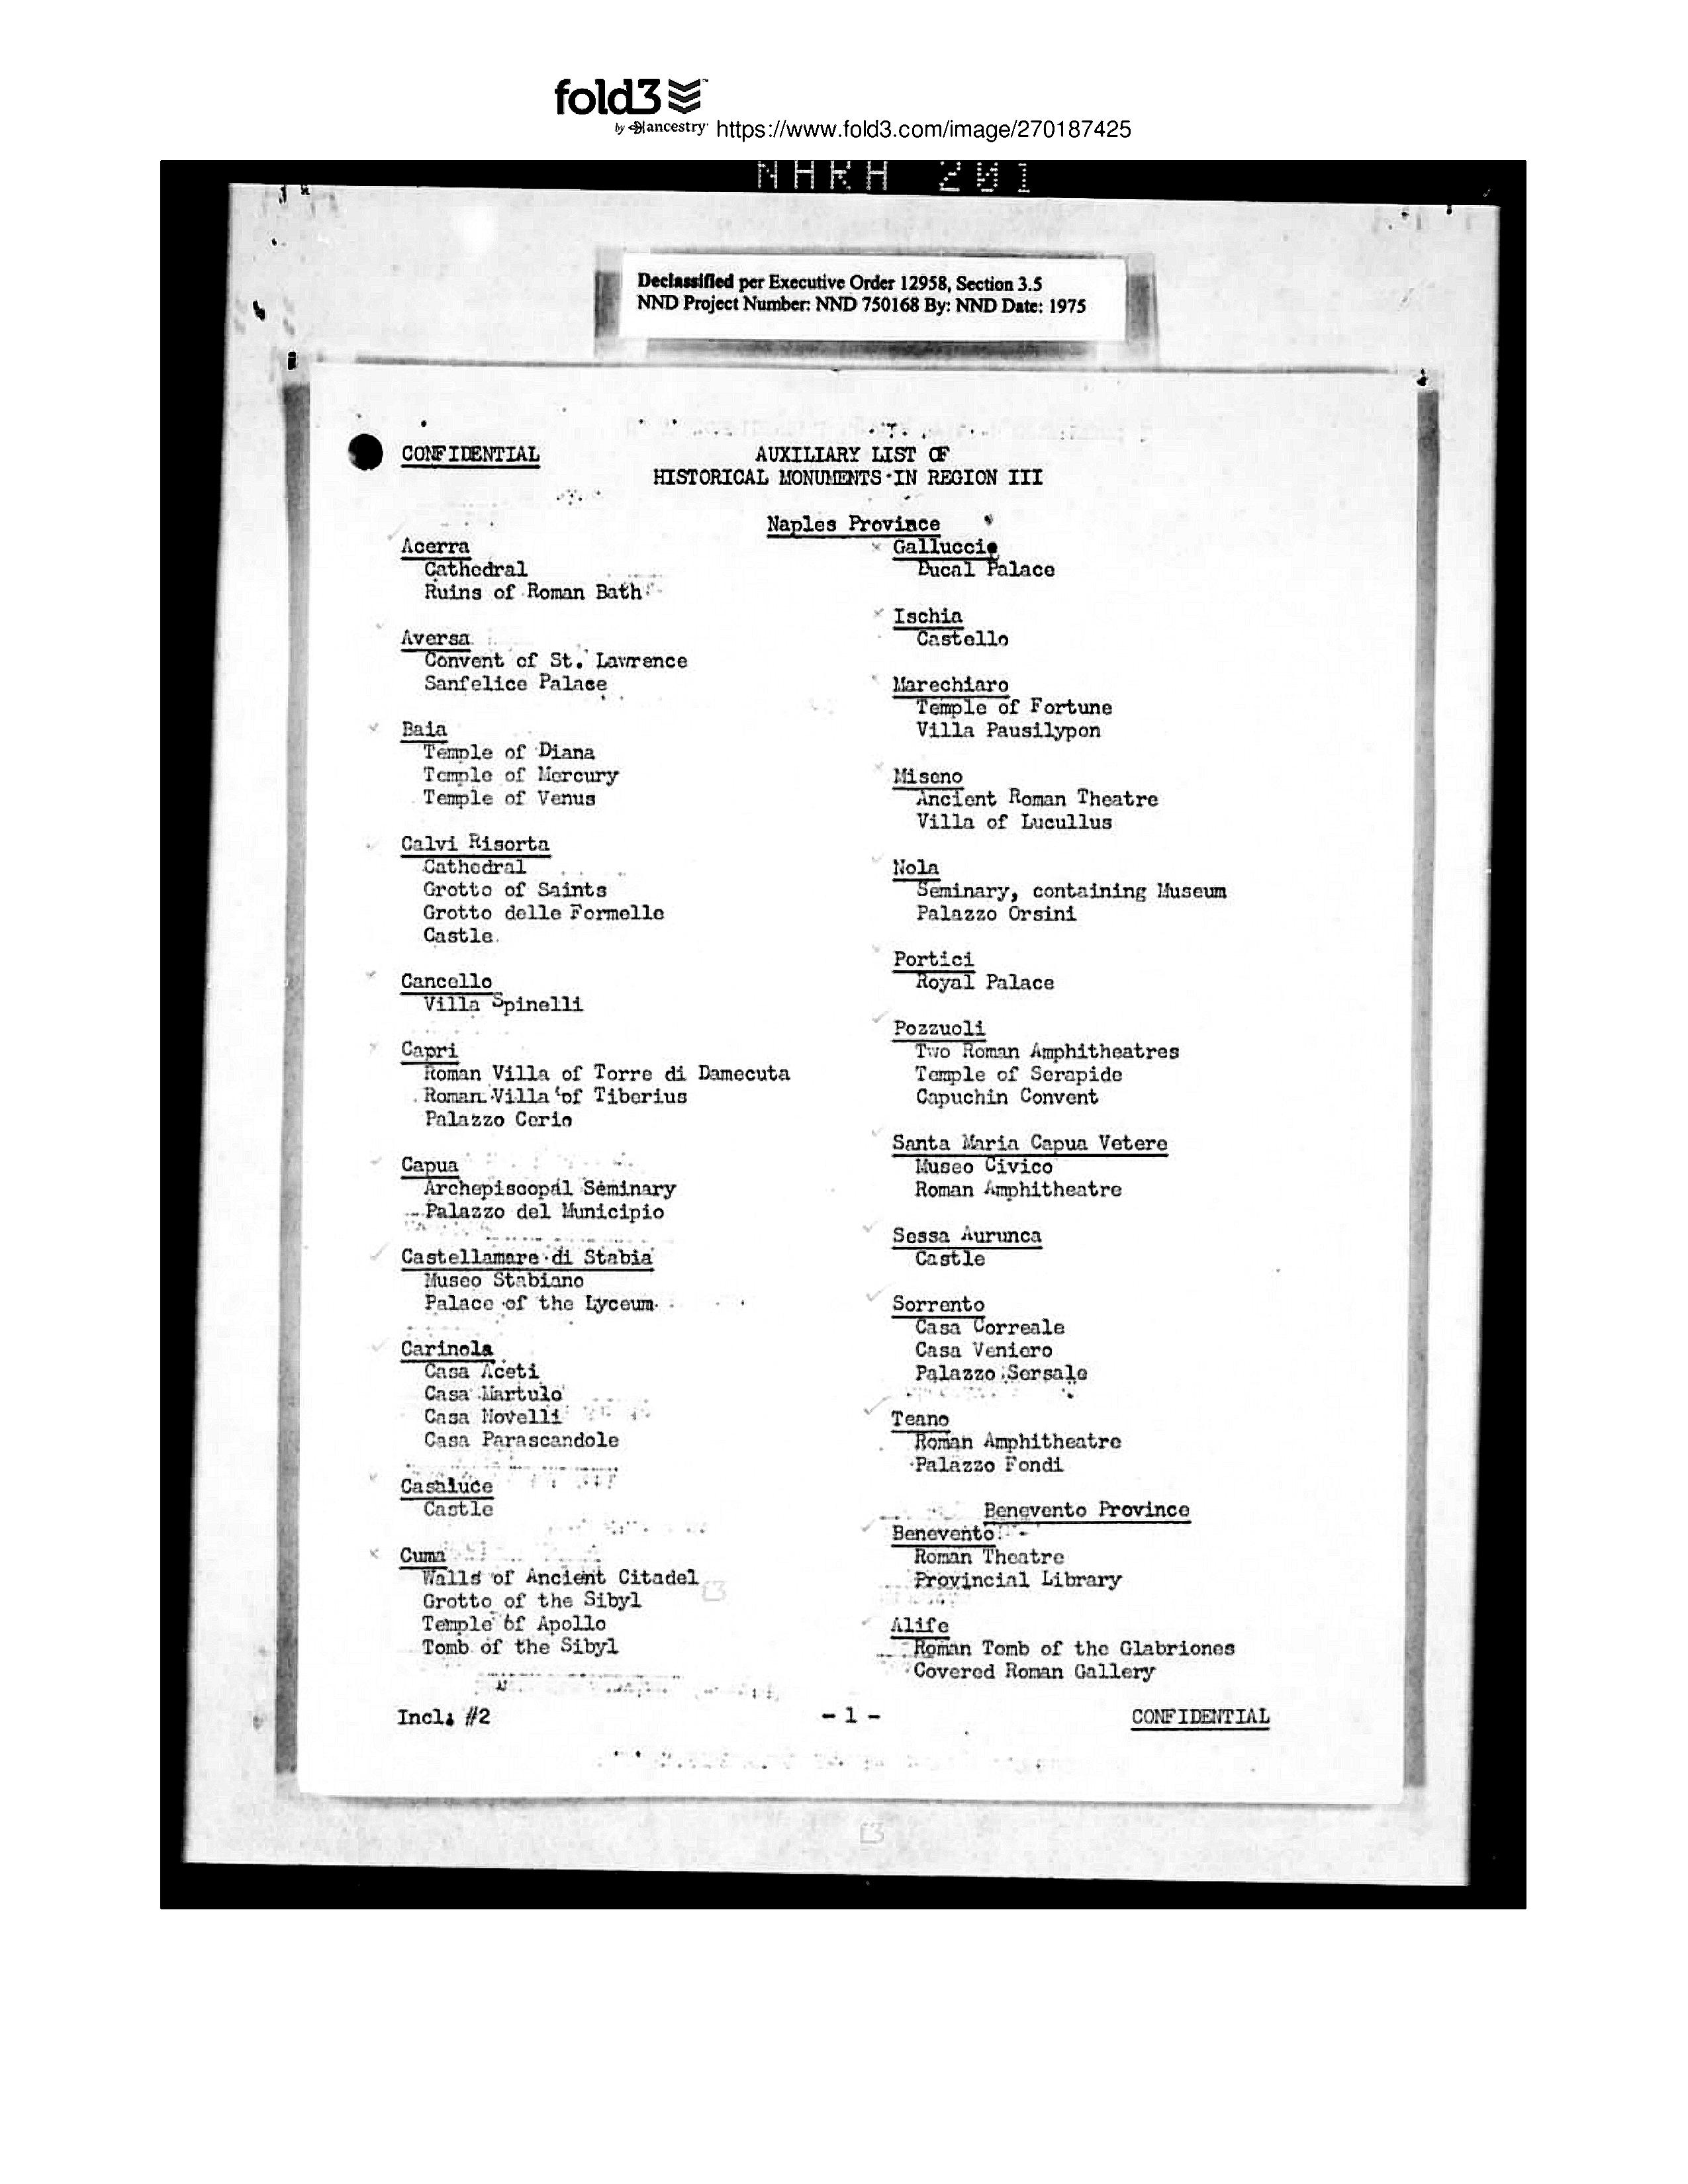 fold3
by ancestry https://www.fold3.com/image/270187425
NARA 201
Declassified per Executive Order 12958, Section 3.5
NND Project Number: NND 750168 By: NND Date: 1975
CONFIDENTIAL
AUXILIARY LIST OF
HISTORICAL MONUMENTS IN REGION III
Naples Province
Acerra
Cathedral
Ruins of Roman Bath
Aversa
Convent of St. Lawrence
Sanfelice Palace
Baia
Temple of Diana
Temple of Mercury
Temple of Venus
Calvi Risorta
Cathedral
Grotto of Saints
Grotto delle Formelle
Castle
Cancello
Villa Spinelli
Capri
Roman Villa of Torre di Damecuta
Roman Villa of Tiberius
Palazzo Cerio
Capua
Archepiscopal Seminary
Palazzo del Municipio
Castellamare di Stabia
Museo Stabiano
Palace of the Lyceum
Carinola
Casa Aceti
Casa Martulo
Casa Novelli
Casa Parascandole
Casaluce
Castle
Cuma
Walls of Ancient Citadel
Grotto of the Sibyl
Temple of Apollo
Tomb of the Sibyl
Galluccio
Ducal Palace
Ischia
Castello
Marechiaro
Temple of Fortune
Villa Pausilypon
Miseno
Ancient Roman Theatre
Villa of Lucullus
Nola
Seminary, containing Museum
Palazzo Orsini
Portici
Royal Palace
Pozzuoli
Two Roman Amphitheatres
Temple of Serapide
Capuchin Convent
Santa Maria Capua Vetere
Museo Civico
Roman Amphitheatre
Sessa Aurunca
Castle
Sorrento
Casa Correale
Casa Veniero
Palazzo Sersale
Teano
Roman Amphitheatre
Palazzo Fondi
Benevento Province
Benevento
Roman Theatre
Provincial Library
Alife
Roman Tomb of the Glabriones
Covered Roman Gallery
Incl. #2
- 1 -
CONFIDENTIAL